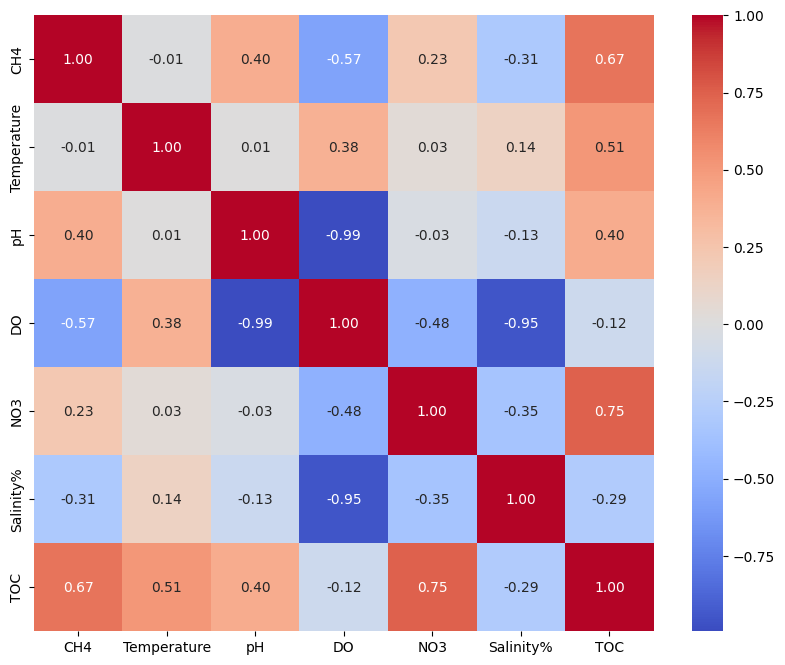 CH4 1.00 -0.01 0.40 -0.57 0.23 -0.31 0.67
Temperature -0.01 1.00 0.01 0.38 0.03 0.14 0.51
pH 0.40 0.01 1.00 -0.99 -0.03 -0.13 0.40
DO -0.57 0.38 -0.99 1.00 -0.48 -0.95 -0.12
NO3 0.23 0.03 -0.03 -0.48 1.00 -0.35 0.75
Salinity% -0.31 0.14 -0.13 -0.95 -0.35 1.00 -0.29
TOC 0.67 0.51 0.40 -0.12 0.75 -0.29 1.00
CH4 Temperature pH DO NO3 Salinity% TOC
1.00
0.75
0.50
0.25
0.00
−0.25
−0.50
−0.75